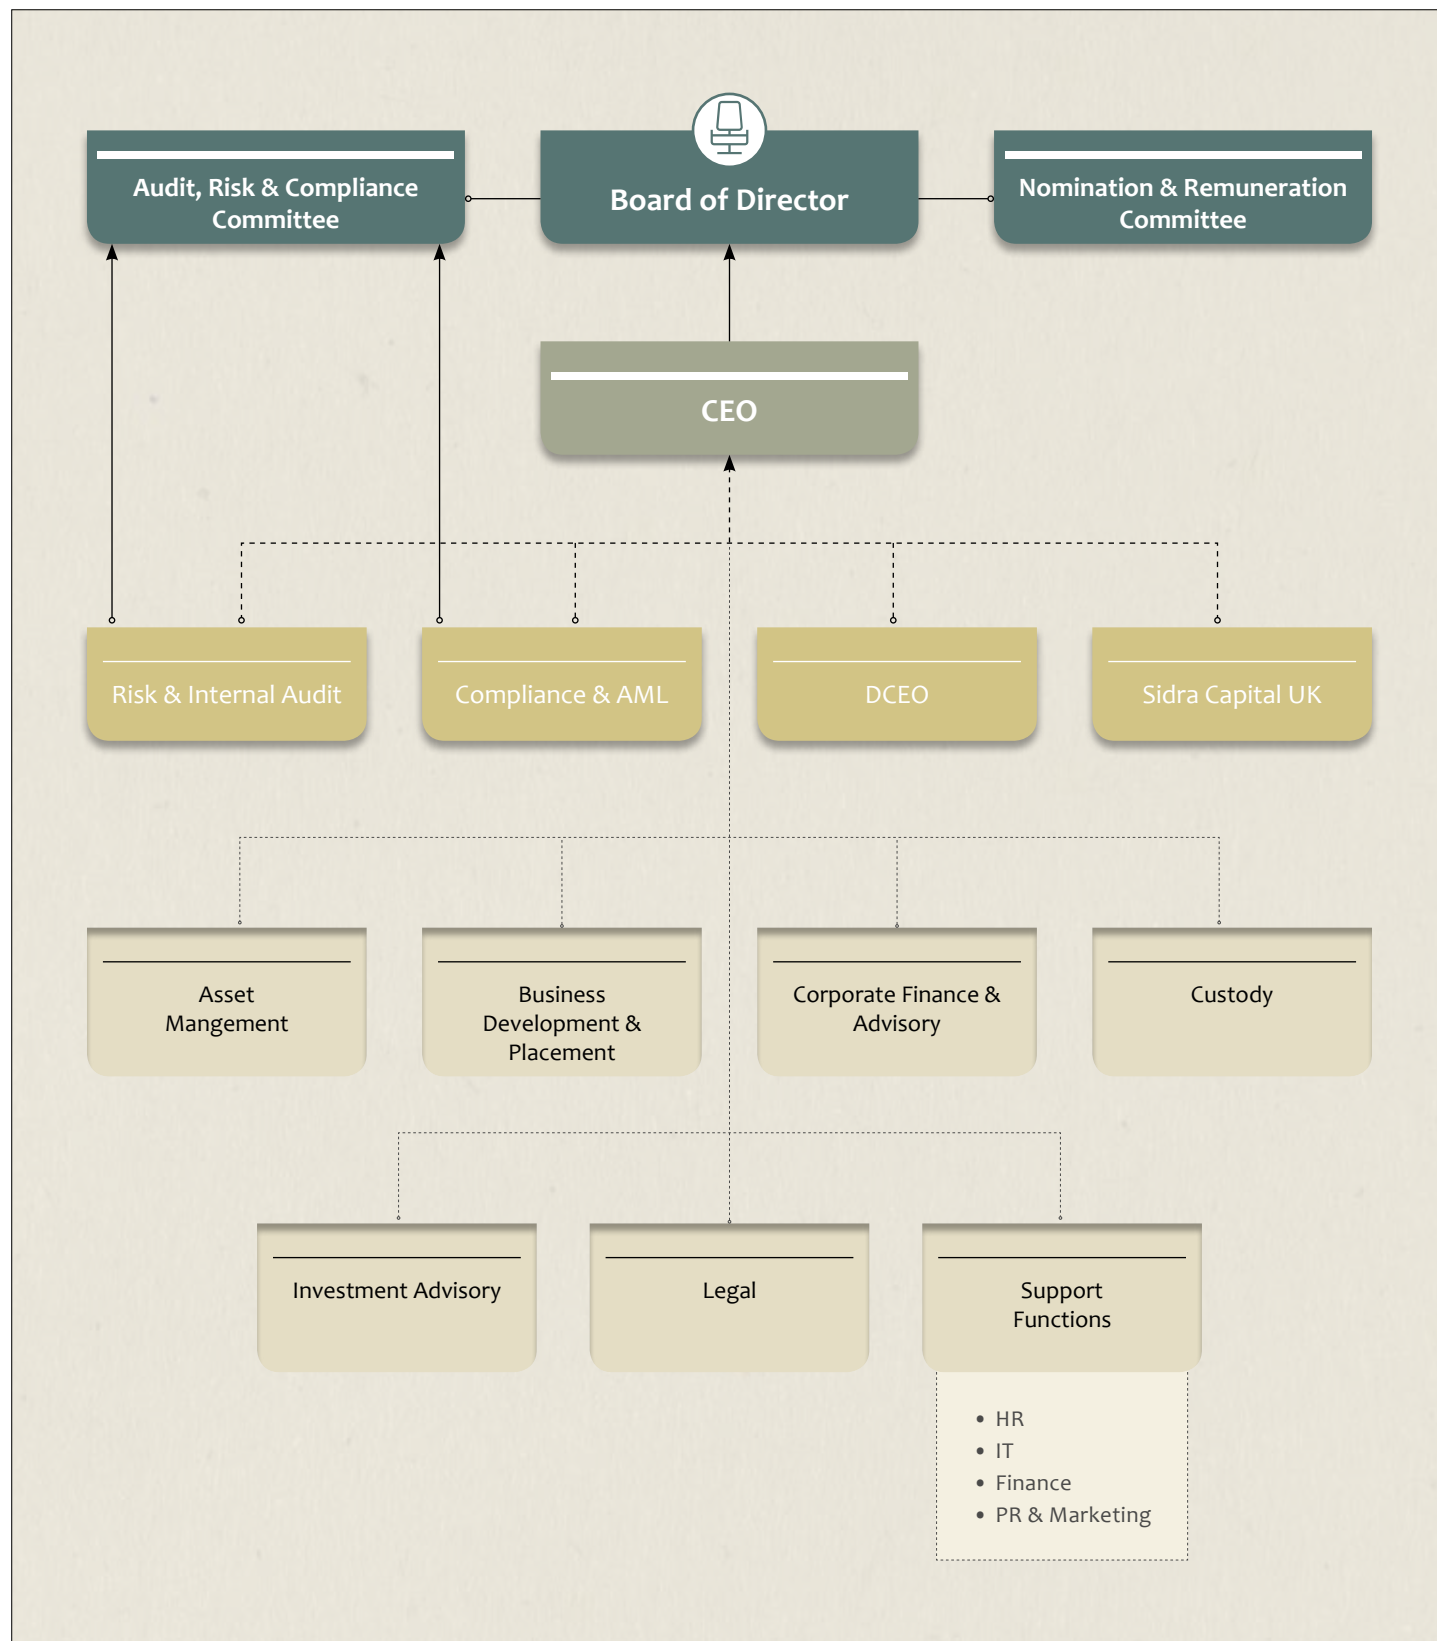 Audit, Risk & Compliance
Committee
Board of Director
Nomination & Remuneration
Committee
CEO
Risk & Internal Audit
Compliance & AML
DCEO
Sidra Capital UK
Asset
Mangement
Business
Development &
Placement
Corporate Finance &
Advisory
Custody
Investment Advisory
Legal
Support
Functions
• HR
• IT
• Finance
• PR & Marketing